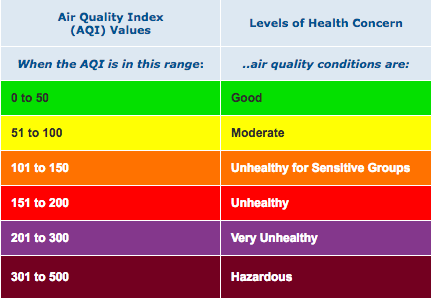 Air Quality Index
(AQI) Values
Levels of Health Concern
When the AQI is in this range:
..air quality conditions are:
0 to 50
Good
51 to 100
Moderate
101 to 150
Unhealthy for Sensitive Groups
151 to 200
Unhealthy
201 to 300
Very Unhealthy
301 to 500
Hazardous